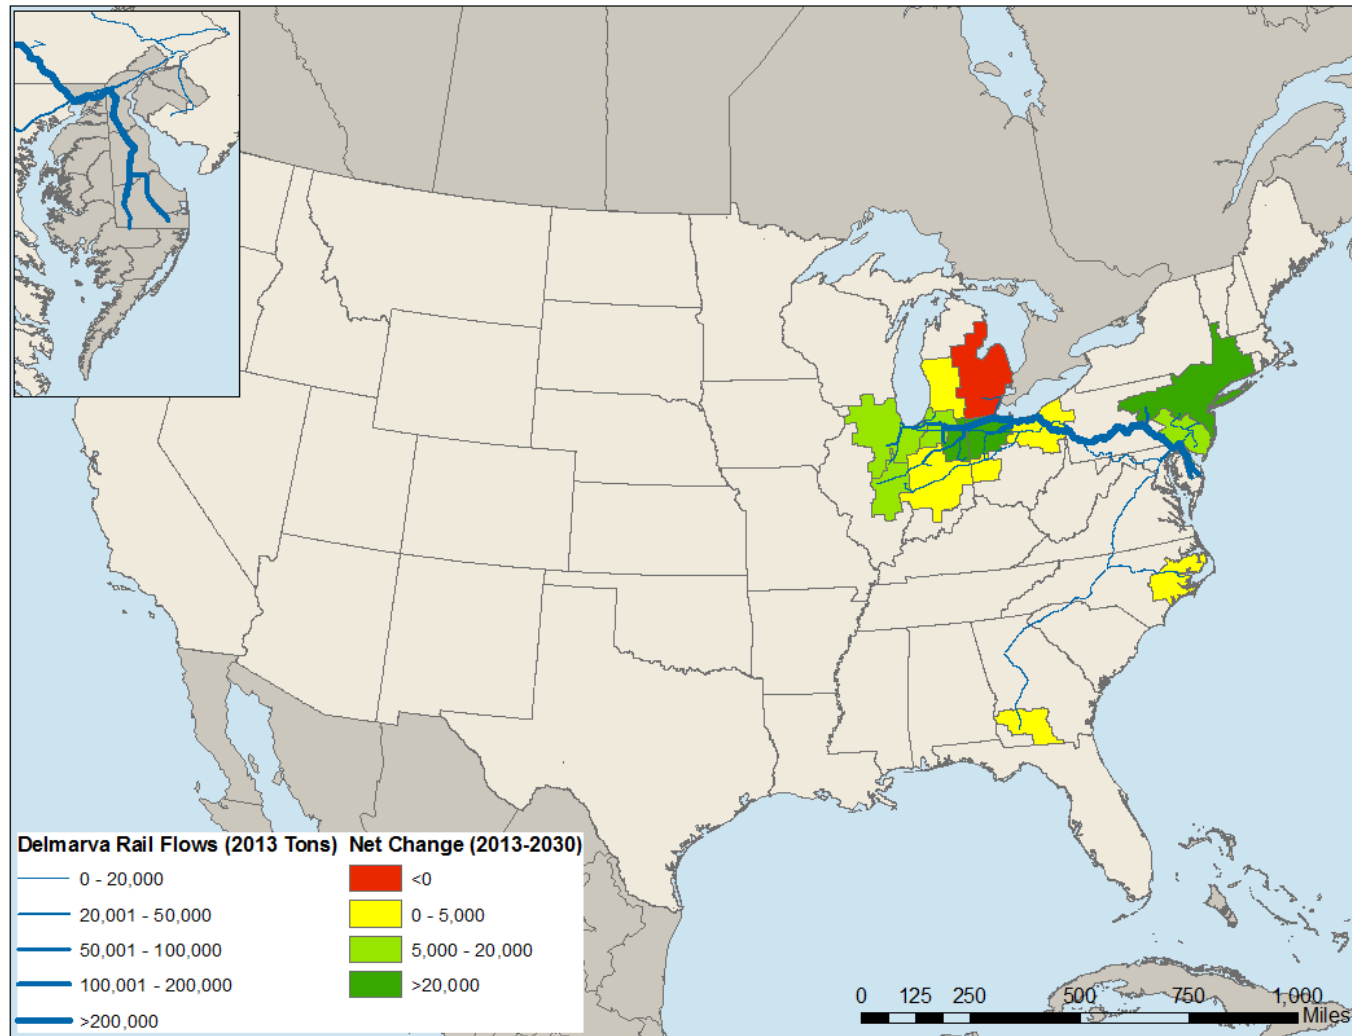 Delmarva Rail Flows (2013 Tons) Net Change (2013-2030)
0 - 20,000 <0
20,001 - 50,000 0 - 5,000
50,001 - 100,000 5,000 - 20,000
100,001 - 200,000 >20,000
>200,000
0 125 250 500 750 1,000
Miles